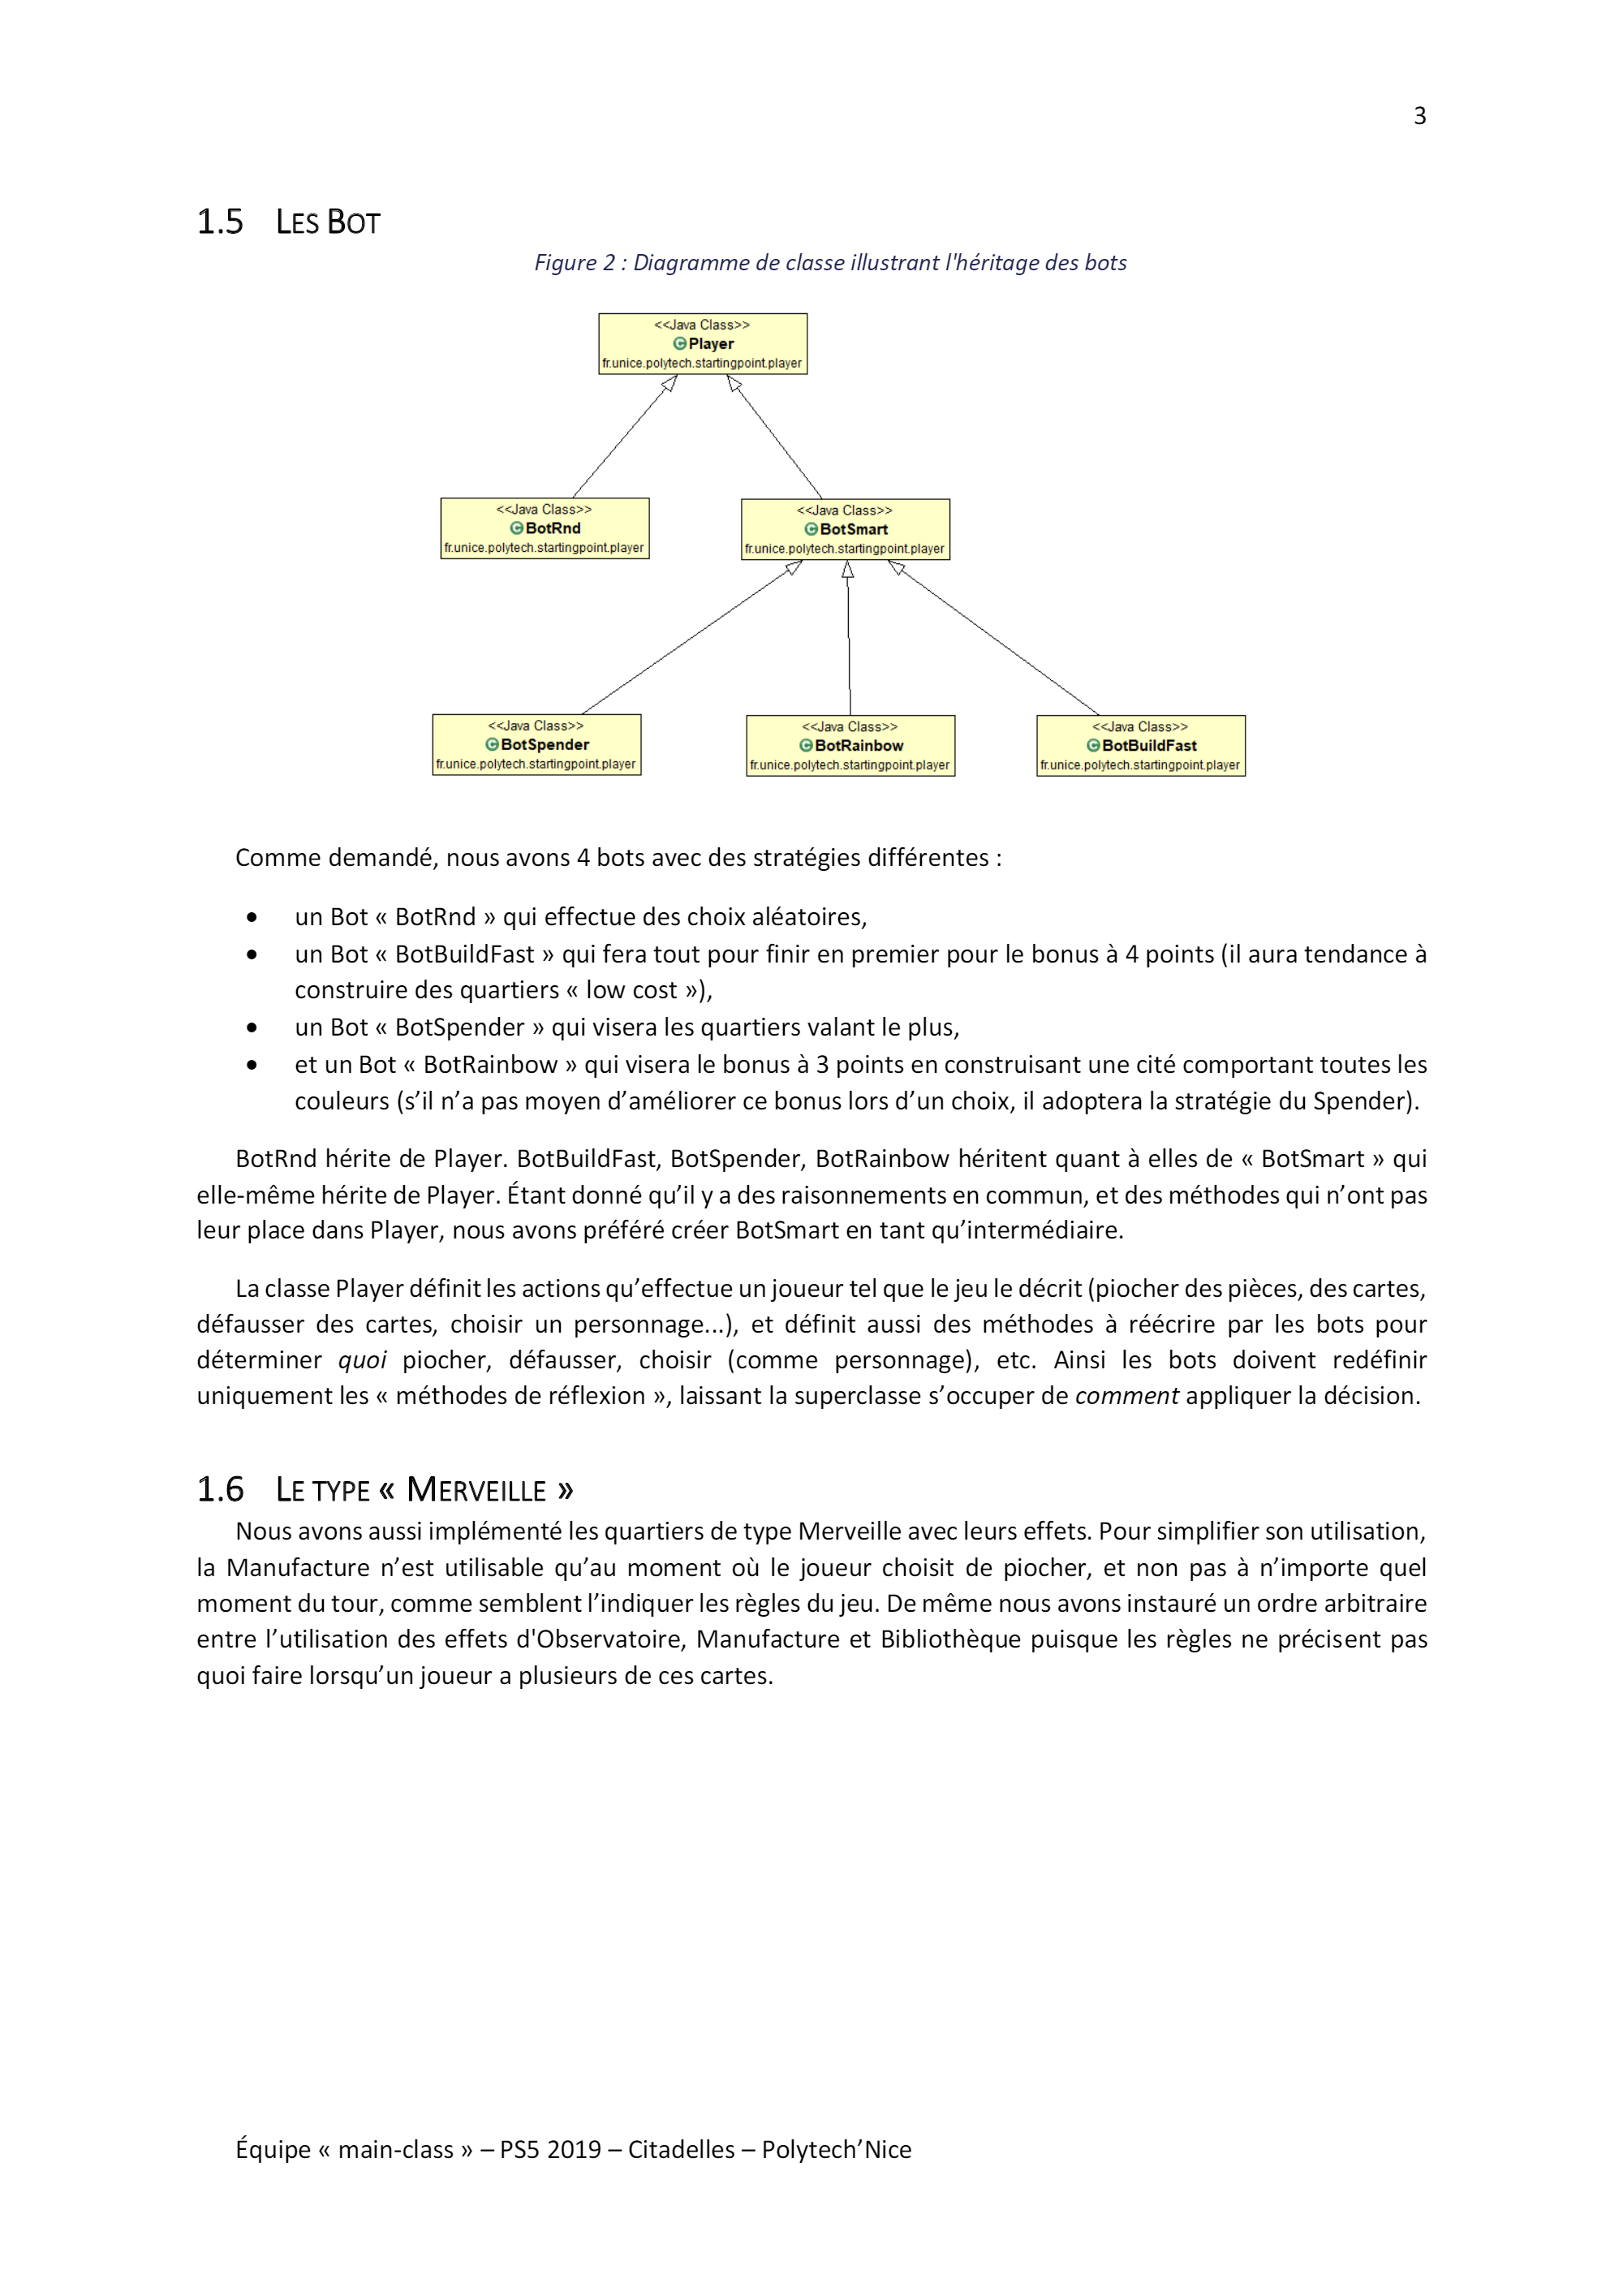 3
1.5 LES BOT
Figure 2 : Diagramme de classe illustrant l'héritage des bots
<<Java Class>>
Player
fr.unice.polytech.startingpoint.player
<<Java Class>>
BotRnd
fr.unice.polytech.startingpoint.player
<<Java Class>>
BotSmart
fr.unice.polytech.startingpoint.player
<<Java Class>>
BotSpender
fr.unice.polytech.startingpoint.player
<<Java Class>>
BotRainbow
fr.unice.polytech.startingpoint.player
<<Java Class>>
BotBuildFast
fr.unice.polytech.startingpoint.player
Comme demandé, nous avons 4 bots avec des stratégies différentes :
• un Bot « BotRnd » qui effectue des choix aléatoires,
• un Bot « BotBuildFast » qui fera tout pour finir en premier pour le bonus à 4 points (il aura tendance à
construire des quartiers « low cost »),
• un Bot « BotSpender » qui visera les quartiers valant le plus,
• et un Bot « BotRainbow » qui visera le bonus à 3 points en construisant une cité comportant toutes les
couleurs (s’il n’a pas moyen d’améliorer ce bonus lors d’un choix, il adoptera la stratégie du Spender).
BotRnd hérite de Player. BotBuildFast, BotSpender, BotRainbow héritent quant à elles de « BotSmart » qui
elle-même hérite de Player. Étant donné qu’il y a des raisonnements en commun, et des méthodes qui n’ont pas
leur place dans Player, nous avons préféré créer BotSmart en tant qu’intermédiaire.
La classe Player définit les actions qu’effectue un joueur tel que le jeu le décrit (piocher des pièces, des cartes,
défausser des cartes, choisir un personnage...), et définit aussi des méthodes à réécrire par les bots pour
déterminer quoi piocher, défausser, choisir (comme personnage), etc. Ainsi les bots doivent redéfinir
uniquement les « méthodes de réflexion », laissant la superclasse s’occuper de comment appliquer la décision.
1.6 LE TYPE « MERVEILLE »
Nous avons aussi implémenté les quartiers de type Merveille avec leurs effets. Pour simplifier son utilisation,
la Manufacture n’est utilisable qu’au moment où le joueur choisit de piocher, et non pas à n’importe quel
moment du tour, comme semblent l’indiquer les règles du jeu. De même nous avons instauré un ordre arbitraire
entre l’utilisation des effets d'Observatoire, Manufacture et Bibliothèque puisque les règles ne précisent pas
quoi faire lorsqu’un joueur a plusieurs de ces cartes.
Équipe « main-class » – PS5 2019 – Citadelles – Polytech’Nice